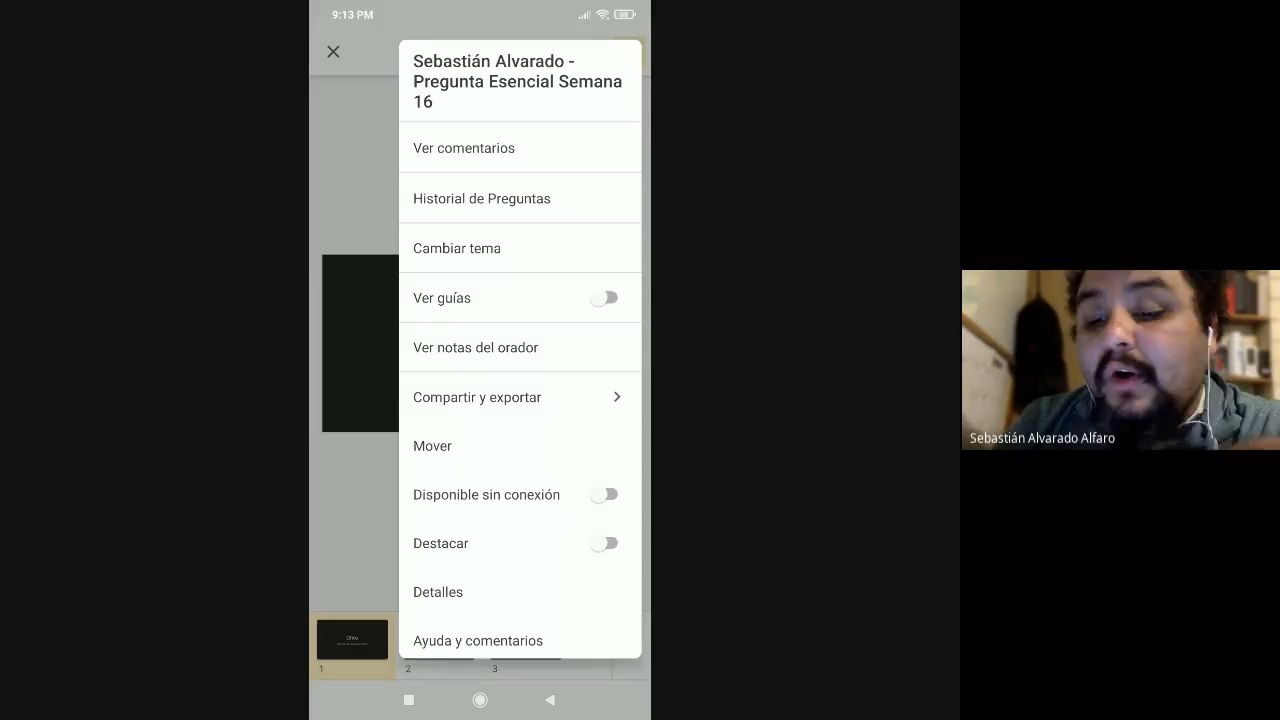 9:13 PM
68
Sebastián Alvarado -
Pregunta Esencial Semana
16
Ver comentarios
Historial de Preguntas
Cambiar tema
Ver guías
Ver notas del orador
Compartir y exportar
Mover
Disponible sin conexión
Destacar
Detalles
Ayuda y comentarios
Chile
1
2
3
Sebastián Alvarado Alfaro